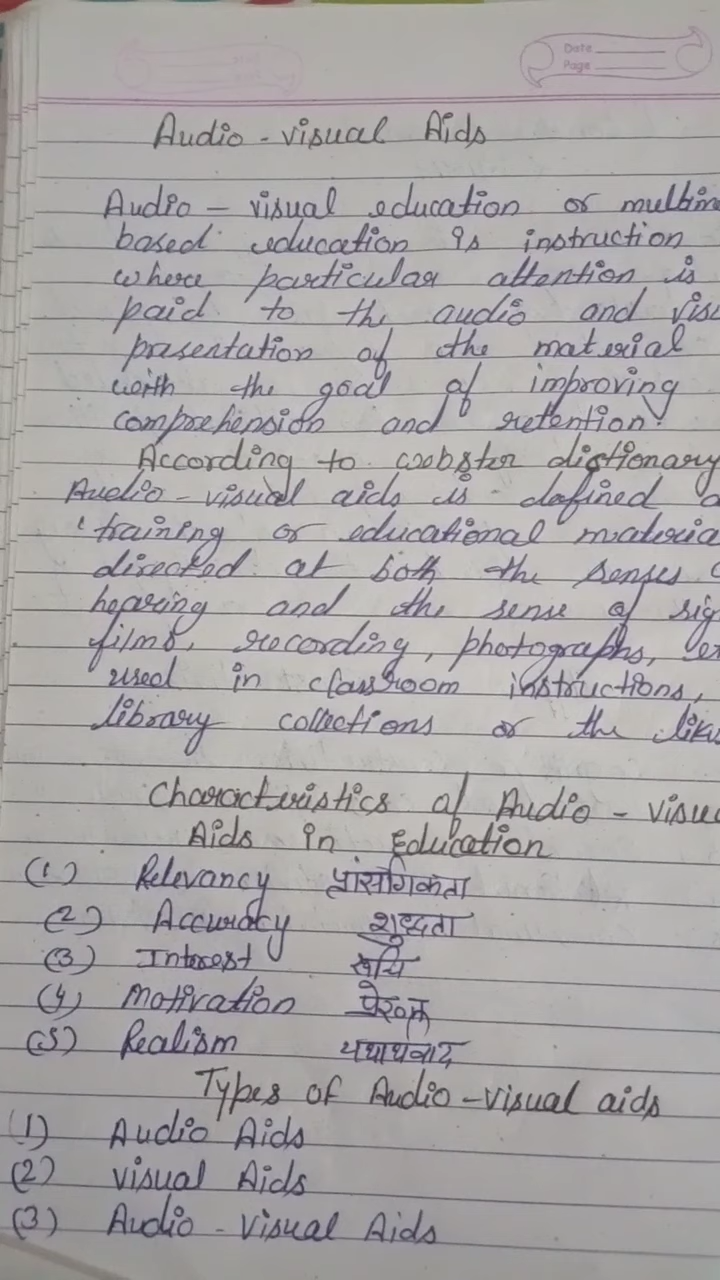 Date
Page
Audio - visual Aids
Audio - visual education or multim
based education is instruction
where particular attention is
paid to the audio and vis
presentation of the material
with the goal of improving
comprehension and retention.
According to webster dictionary
Audio - visual aids is defined a
'training or educational materia
directed at both the senses
hearing and the sense of sig
films, recording, photographs,
used in classroom instructions,
library collections or the like
Characteristics of Audio - visu
Aids in Education
(1) Relevancy प्रासंगिकता
(2) Accuracy शुध्दता
(3) Interest रूचि
(4) Motivation
(5) Realism यथार्थवाद
Types of Audio - visual aids
(1) Audio Aids
(2) visual Aids
(3) Audio - visual Aids